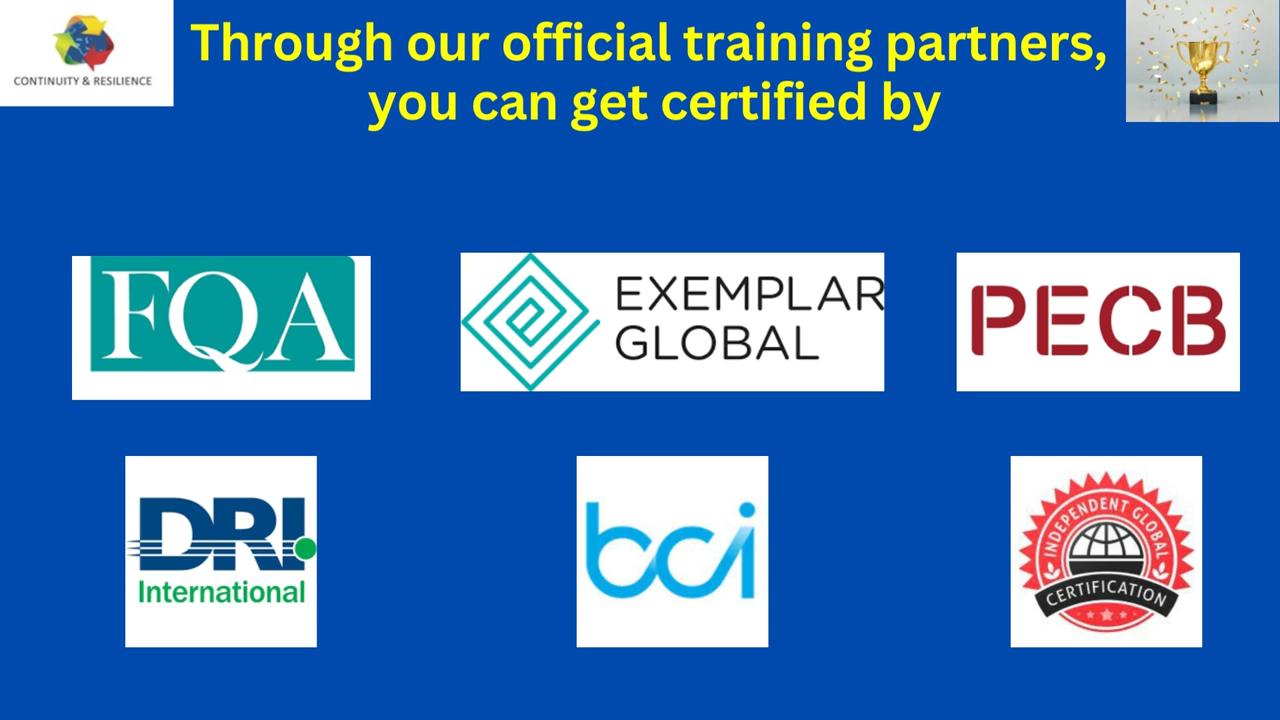 CONTINUITY & RESILIENCE
Through our official training partners,
you can get certified by
FQA
EXEMPLAR
GLOBAL
PECB
DRI
International
bci
INDEPENDENT GLOBAL
CERTIFICATION